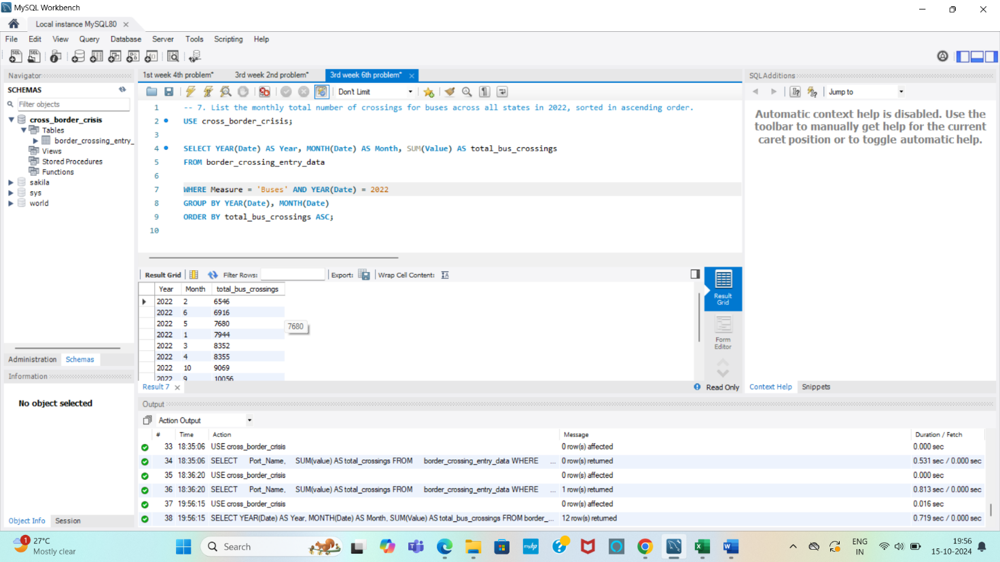 MySQL Workbench
Local instance MySQL80
File Edit View Query Database Server Tools Scripting Help
Navigator
SCHEMAS
Filter objects
cross_border_crisis
Tables
border_crossing_entry_
Views
Stored Procedures
Functions
sakila
sys
world
Administration Schemas
Information
No object selected
Object Info Session
1st week 4th problem* 3rd week 2nd problem* 3rd week 6th problem*
Don't Limit
1 -- 7. List the monthly total number of crossings for buses across all states in 2022, sorted in ascending order.
2 USE cross_border_crisis;
3
4 SELECT YEAR(Date) AS Year, MONTH(Date) AS Month, SUM(Value) AS total_bus_crossings
5 FROM border_crossing_entry_data
6
7 WHERE Measure = 'Buses' AND YEAR(Date) = 2022
8 GROUP BY YEAR(Date), MONTH(Date)
9 ORDER BY total_bus_crossings ASC;
10
Result Grid Filter Rows: Export: Wrap Cell Content:
Year Month total_bus_crossings
2022 2 6546
2022 6 6916
2022 5 7680
7680
2022 1 7944
2022 3 8352
2022 4 8355
2022 10 9069
2022 9 10056
Result Grid
Form Editor
Result 7
Read Only
SQLAdditions
Jump to
Automatic context help is disabled. Use the
toolbar to manually get help for the current
caret position or to toggle automatic help.
Context Help Snippets
Output
Action Output
# Time Action Message Duration / Fetch
33 18:35:06 USE cross_border_crisis 0 row(s) affected 0.000 sec
34 18:35:06 SELECT Port_Name, SUM(value) AS total_crossings FROM border_crossing_entry_data WHERE ... 0 row(s) returned 0.531 sec / 0.000 sec
35 18:36:20 USE cross_border_crisis 0 row(s) affected 0.000 sec
36 18:36:20 SELECT Port_Name, SUM(value) AS total_crossings FROM border_crossing_entry_data WHERE ... 1 row(s) returned 0.813 sec / 0.000 sec
37 19:56:15 USE cross_border_crisis 0 row(s) affected 0.016 sec
38 19:56:15 SELECT YEAR(Date) AS Year, MONTH(Date) AS Month, SUM(Value) AS total_bus_crossings FROM border_... 12 row(s) returned 0.719 sec / 0.000 sec
1
27°C
Mostly clear
Search
ENG
IN
19:56
15-10-2024